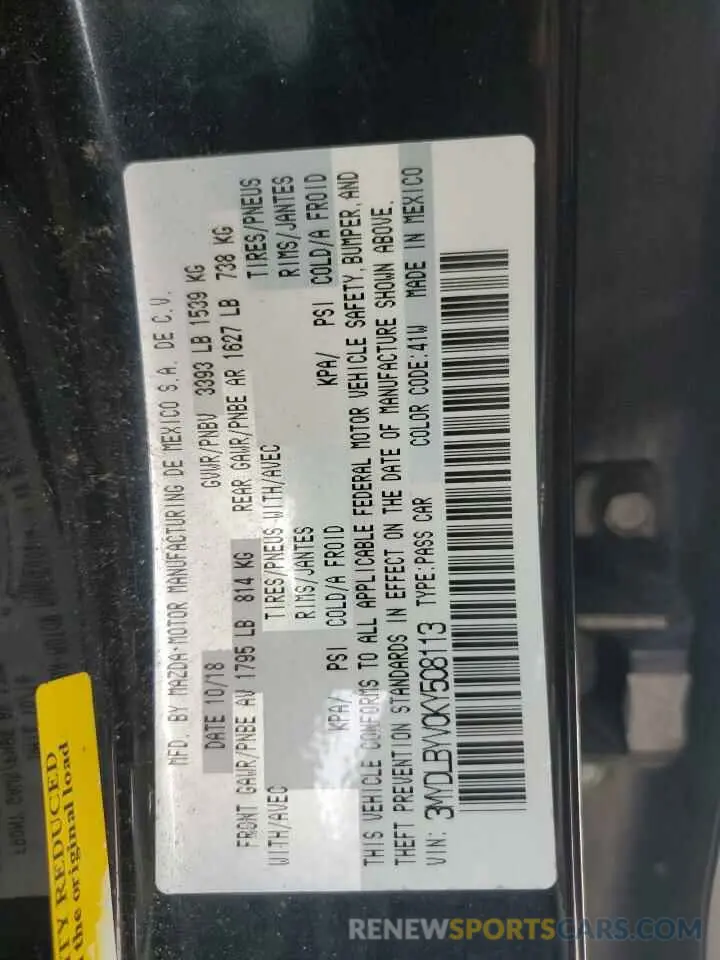 MFD. BY MAZDA MOTOR MANUFACTURING DE MEXICO S.A. DE C.V.
DATE 10/18 GVWR/PNBV 3393 LB 1539 KG
FRONT GAWR/PNBE AV 1795 LB 814 KG REAR GAWR/PNBE AR 1627 LB 738 KG
WITH/AVEC TIRES/PNEUS WITH/AVEC TIRES/PNEUS
RIMS/JANTES RIMS/JANTES
KPA/ PSI COLD/A FROID KPA/ PSI COLD/A FROID
THIS VEHICLE CONFORMS TO ALL APPLICABLE FEDERAL MOTOR VEHICLE SAFETY, BUMPER, AND
THEFT PREVENTION STANDARDS IN EFFECT ON THE DATE OF MANUFACTURE SHOWN ABOVE.
VIN: 3MYDLBYV0KY508113 TYPE:PASS CAR COLOR CODE:41W MADE IN MEXICO
REDUCED
the original load
RENEWSPORTSCARS.COM